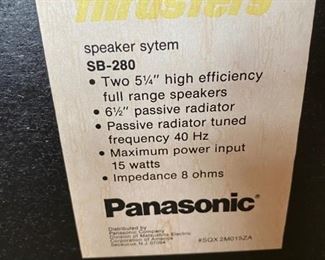 Thrusters
speaker sytem
SB-280
• Two 5¼" high efficiency
full range speakers
• 6½" passive radiator
• Passive radiator tuned
frequency 40 Hz
• Maximum power input
15 watts
• Impedance 8 ohms
Panasonic®
Distributed by
Panasonic Company
Division of Matsushita Electric
Corporation of America
Secaucus N.J. 07094
#SQX2M015ZA